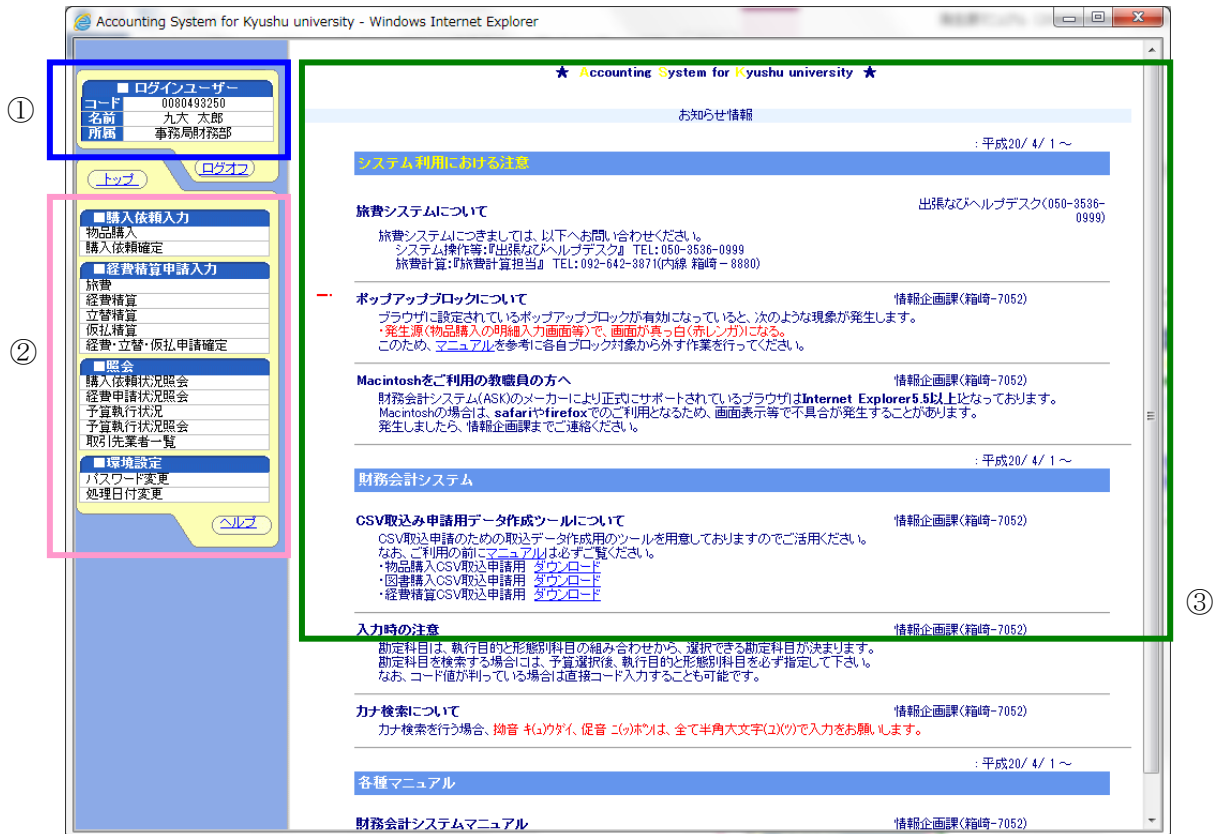 Accounting System for Kyushu university - Windows Internet Explorer
①
■ ログインユーザー
コード 0080493250
名前 九大 太郎
所属 事務局財務部
トップ
ログオフ
②
■購入依頼入力
物品購入
購入依頼確定
■経費精算申請入力
旅費
経費精算
立替精算
仮払精算
経費・立替・仮払申請確定
■照会
購入依頼状況照会
経費申請状況照会
予算執行状況
予算執行状況照会
取引先業者一覧
■環境設定
パスワード変更
処理日付変更
ヘルプ
③
★ Accounting System for Kyushu university ★
お知らせ情報
：平成20/ 4/ 1～
システム利用における注意
旅費システムについて 出張なびヘルプデスク(050-3536-
0999)
旅費システムにつきましては、以下へお問い合わせください。
システム操作等：『出張なびヘルプデスク』 TEL：050-3536-0999
旅費計算：『旅費計算担当』 TEL：092-642-3871(内線 箱崎－8880)
ポップアップブロックについて 情報企画課(箱崎-7052)
ブラウザに設定されているポップアップブロックが有効になっていると、次のような現象が発生します。
・発生源(物品購入の明細入力画面等)で、画面が真っ白(赤レンガ)になる。
このため、マニュアルを参考に各自ブロック対象から外す作業を行ってください。
Macintoshをご利用の教職員の方へ 情報企画課(箱崎-7052)
財務会計システム(ASK)のメーカーにより正式にサポートされているブラウザはInternet Explorer5.5以上となっております。
Macintoshの場合は、safariやfirefoxでのご利用となるため、画面表示等で不具合が発生することがあります。
発生しましたら、情報企画課までご連絡ください。
：平成20/ 4/ 1～
財務会計システム
CSV取込み申請用データ作成ツールについて 情報企画課(箱崎-7052)
CSV取込申請のための取込データ作成用のツールを用意しておりますのでご活用ください。
なお、ご利用の前にマニュアルは必ずご覧ください。
・物品購入CSV取込申請用 ダウンロード
・図書購入CSV取込申請用 ダウンロード
・経費精算CSV取込申請用 ダウンロード
入力時の注意 情報企画課(箱崎-7052)
勘定科目は、執行目的と形態別科目の組み合わせから、選択できる勘定科目が決まります。
勘定科目を検索する場合には、予算選択後、執行目的と形態別科目を必ず指定して下さい。
なお、コード値が判っている場合は直接コード入力することも可能です。
カナ検索について 情報企画課(箱崎-7052)
カナ検索を行う場合、拗音 ｷ(ｭ)ｳﾀﾞｲ、促音 ﾆ(ｯ)ﾎﾟﾝは、全て半角大文字(ﾕ)(ﾂ)で入力をお願いします。
：平成20/ 4/ 1～
各種マニュアル
財務会計システムマニュアル 情報企画課(箱崎-7052)